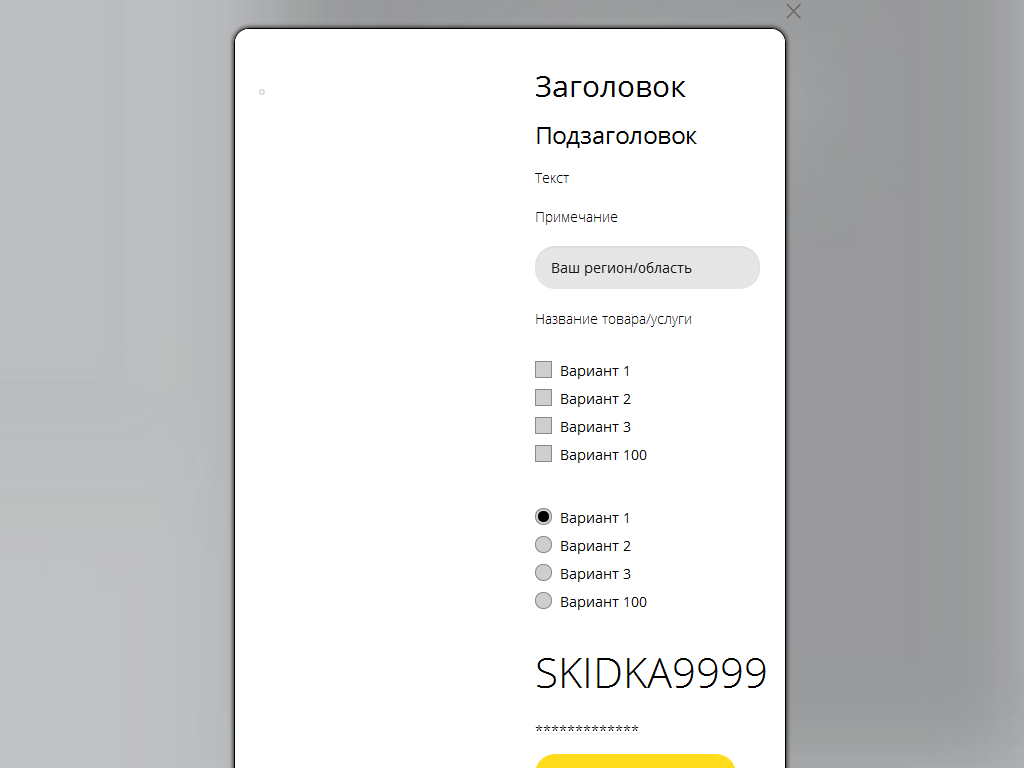 Заголовок
Подзаголовок
Текст
Примечание
Ваш регион/область
Название товара/услуги
Вариант 1
Вариант 2
Вариант 3
Вариант 100
Вариант 1
Вариант 2
Вариант 3
Вариант 100
SKIDKA9999
*************